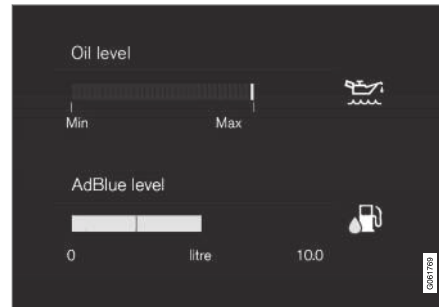 Oil level
Min Max
AdBlue level
0 litre 10.0
G061769